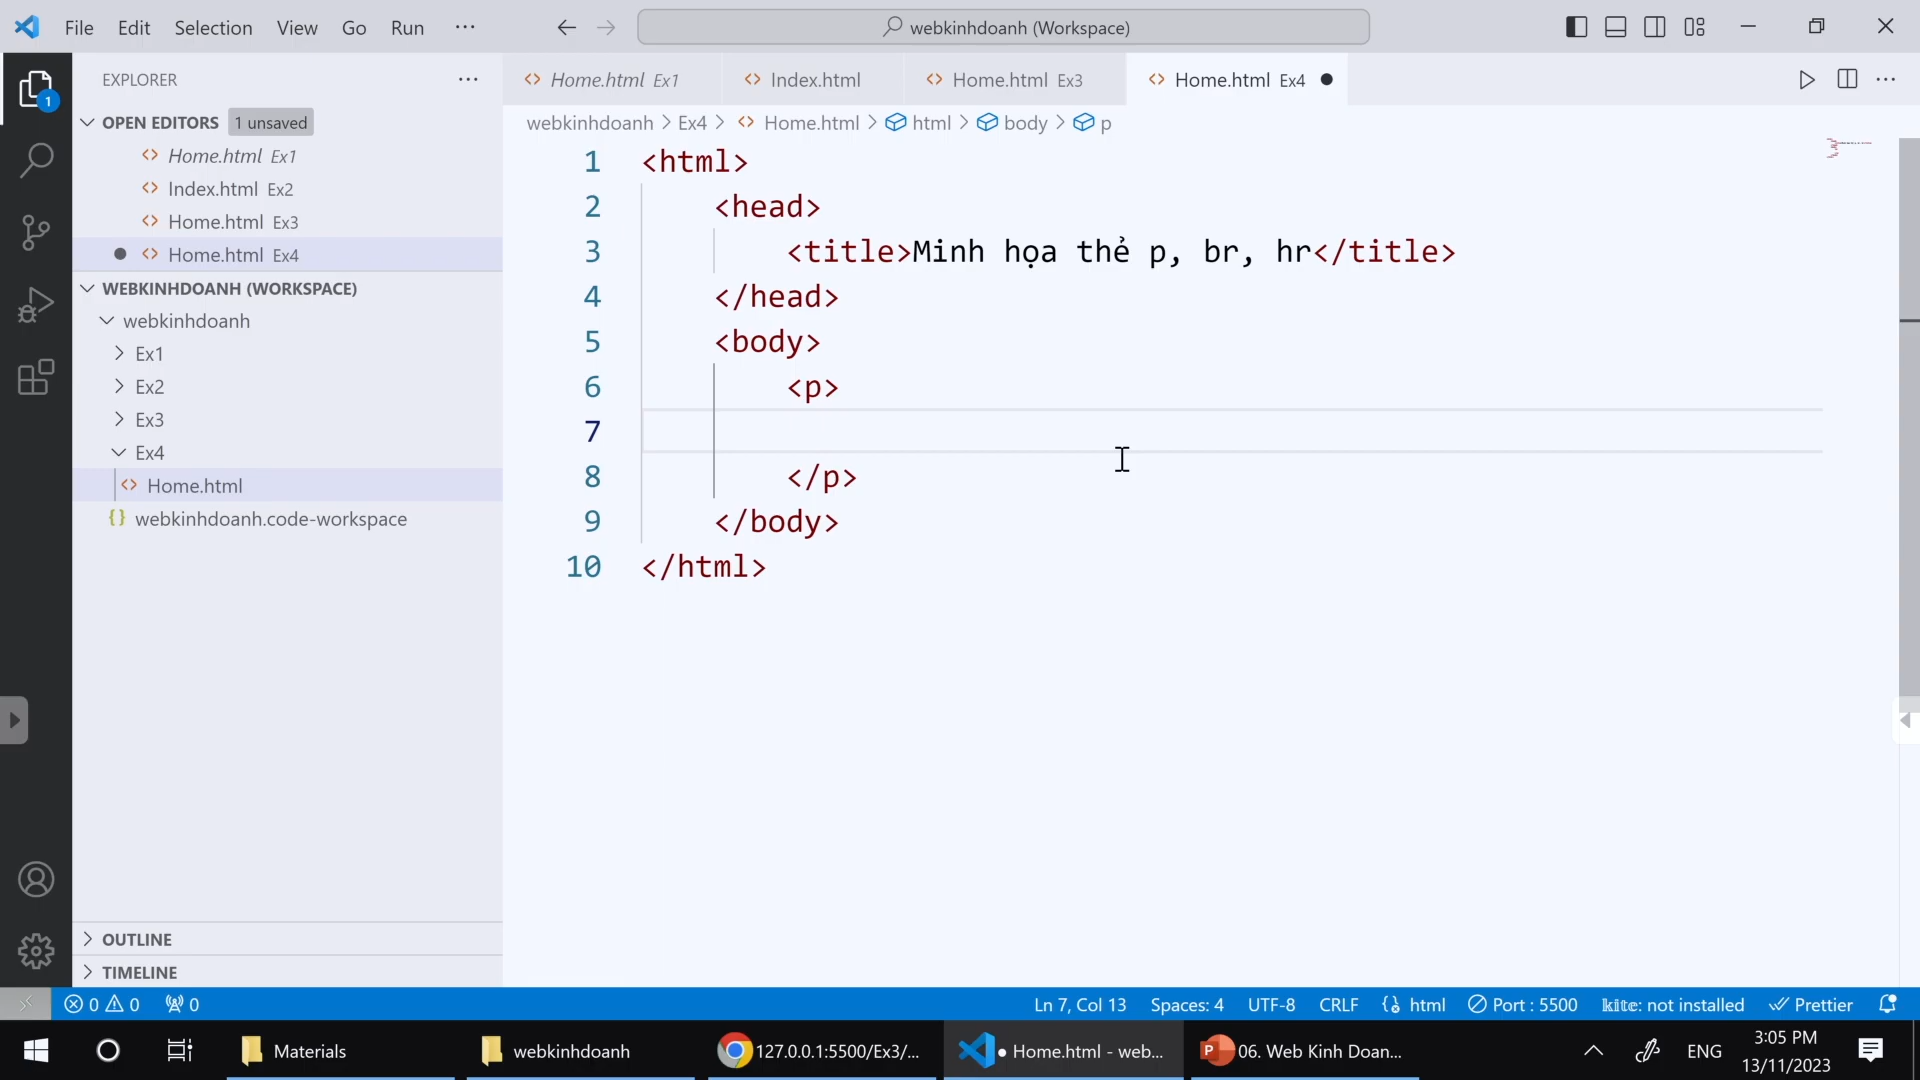 File Edit Selection View Go Run ···
webkinhdoanh (Workspace)
EXPLORER ···
Home.html Ex1
Index.html
Home.html Ex3
Home.html Ex4
···
OPEN EDITORS 1 unsaved
Home.html Ex1
Index.html Ex2
Home.html Ex3
Home.html Ex4
WEBKINHDOANH (WORKSPACE)
webkinhdoanh
Ex1
Ex2
Ex3
Ex4
Home.html
webkinhdoanh.code-workspace
OUTLINE
TIMELINE
webkinhdoanh > Ex4 > Home.html > html > body > p
1 <html>
2 <head>
3 <title>Minh họa thẻ p, br, hr</title>
4 </head>
5 <body>
6 <p>
7
8 </p>
9 </body>
10 </html>
0 0 0
Ln 7, Col 13 Spaces: 4 UTF-8 CRLF html Port : 5500 kite: not installed Prettier
Materials
webkinhdoanh
127.0.0.1:5500/Ex3/...
Home.html - web...
06. Web Kinh Doan...
ENG
3:05 PM
13/11/2023
1